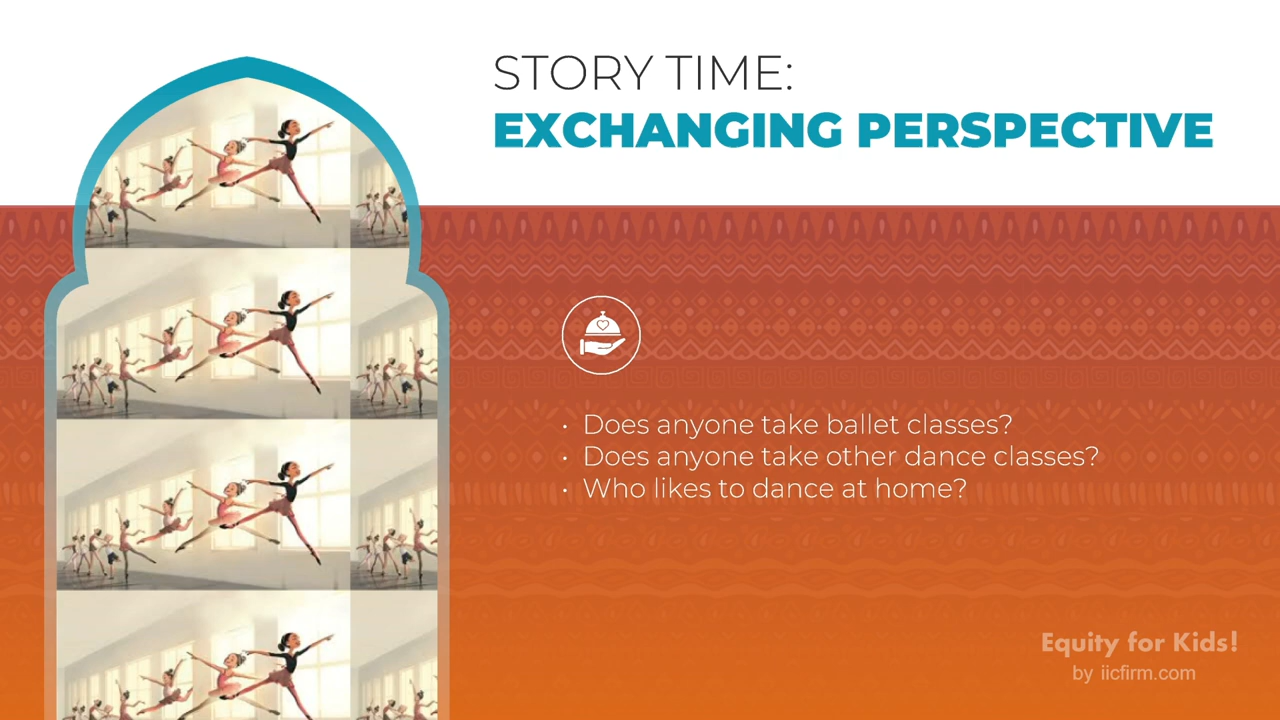 STORY TIME:
EXCHANGING PERSPECTIVE
• Does anyone take ballet classes?
• Does anyone take other dance classes?
• Who likes to dance at home?
Equity for Kids!
by iicfirm.com